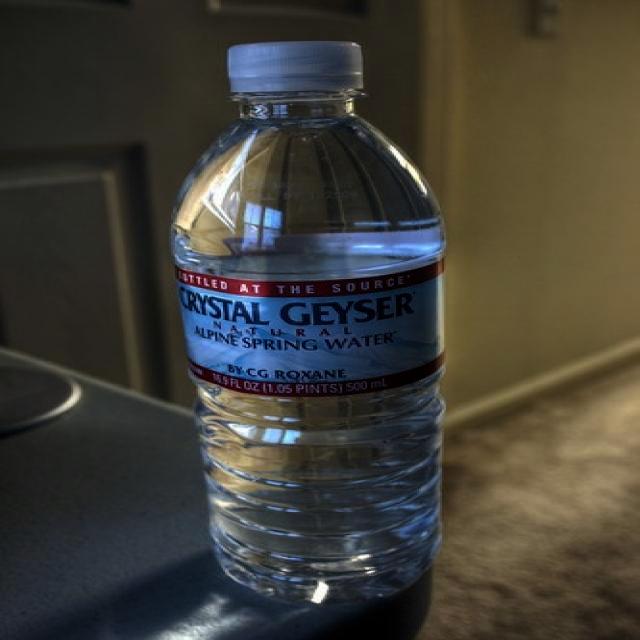 BOTTLED AT THE SOURCE
CRYSTAL GEYSER
NATURAL
ALPINE SPRING WATER
BY CG ROXANE
16.9 FL OZ (1.05 PINTS) 500 mL